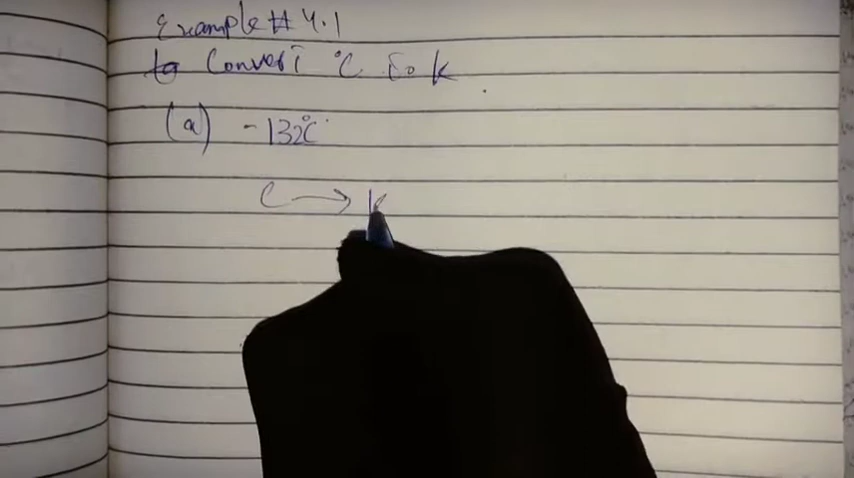 Example # 4.1
to Convert °C to K
(a) -132°C
C → K